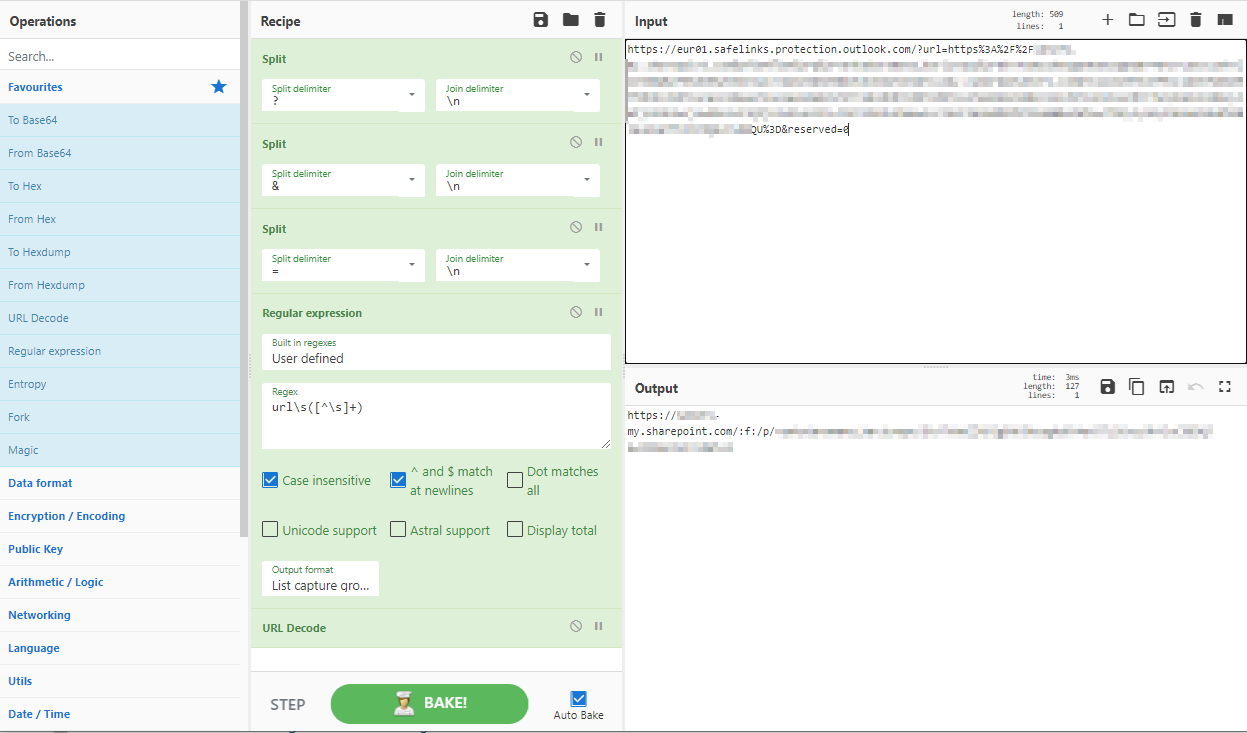 Operations
Search...
Favourites
To Base64
From Base64
To Hex
From Hex
To Hexdump
From Hexdump
URL Decode
Regular expression
Entropy
Fork
Magic
Data format
Encryption / Encoding
Public Key
Arithmetic / Logic
Networking
Language
Utils
Date / Time
Recipe
Split
Split delimiter
?
Join delimiter
\n
Split
Split delimiter
&
Join delimiter
\n
Split
Split delimiter
=
Join delimiter
\n
Regular expression
Built in regexes
User defined
Regex
url\s([^\s]+)
Case insensitive
^ and $ match
at newlines
Dot matches
all
Unicode support
Astral support
Display total
Output format
List capture gro...
URL Decode
STEP
BAKE!
Auto Bake
Input
length: 509
lines: 1
https://eur01.safelinks.protection.outlook.com/?url=https%3A%2F%2F
QU%3D&reserved=0
Output
time: 3ms
length: 127
lines: 1
https://
my.sharepoint.com/:f:/p/